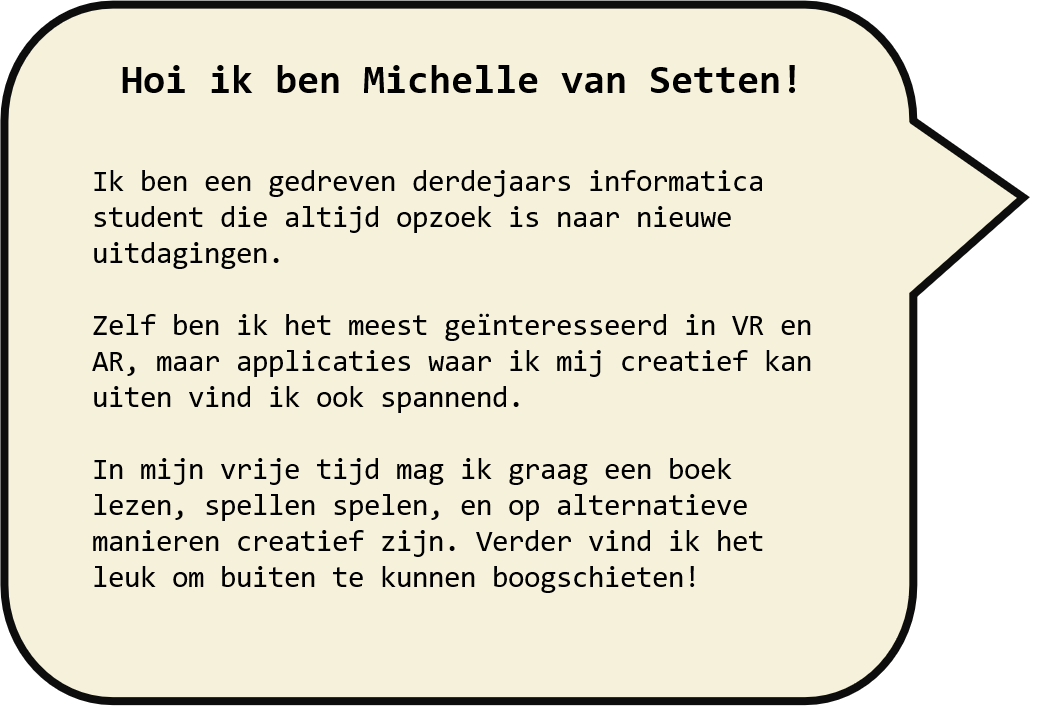 Hoi ik ben Michelle van Setten!
Ik ben een gedreven derdejaars informatica
student die altijd opzoek is naar nieuwe
uitdagingen.
Zelf ben ik het meest geïnteresseerd in VR en
AR, maar applicaties waar ik mij creatief kan
uiten vind ik ook spannend.
In mijn vrije tijd mag ik graag een boek
lezen, spellen spelen, en op alternatieve
manieren creatief zijn. Verder vind ik het
leuk om buiten te kunnen boogschieten!